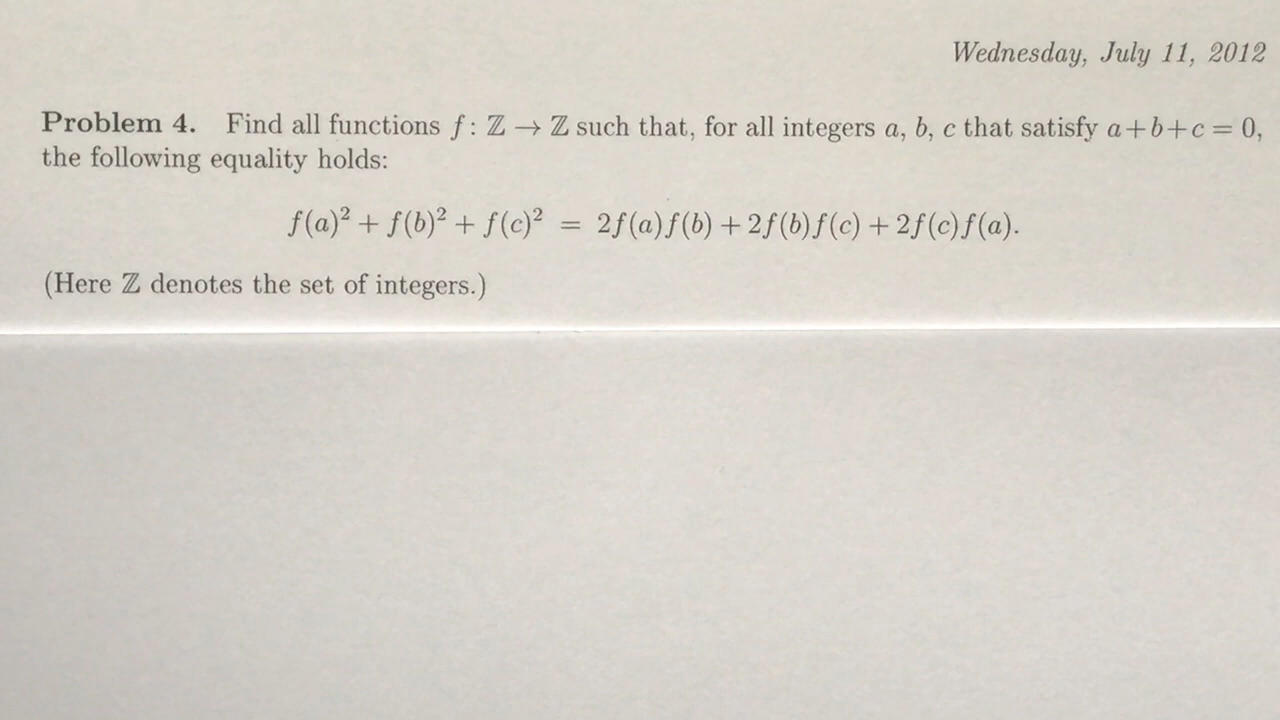 Wednesday, July 11, 2012
Problem 4. Find all functions f : ℤ → ℤ such that, for all integers a, b, c that satisfy a + b + c = 0,
the following equality holds:
f(a)² + f(b)² + f(c)² = 2f(a)f(b) + 2f(b)f(c) + 2f(c)f(a).
(Here ℤ denotes the set of integers.)